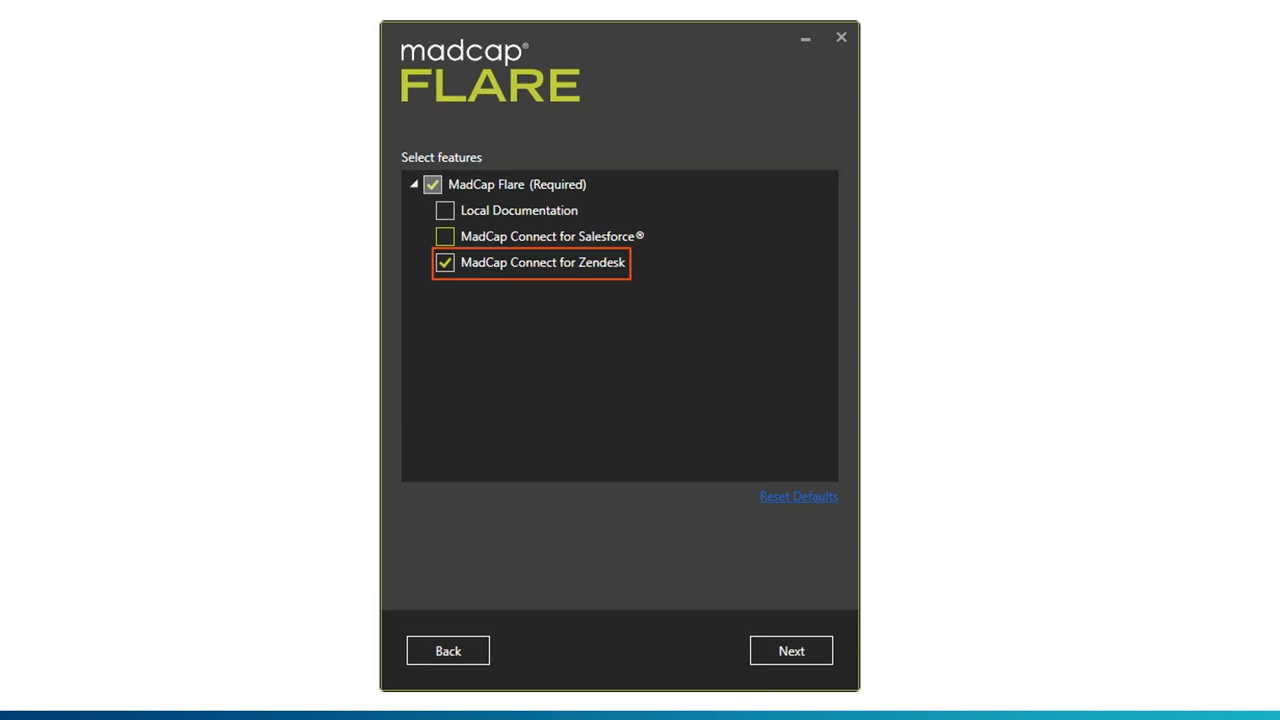 madcap®
FLARE
Select features
MadCap Flare (Required)
Local Documentation
MadCap Connect for Salesforce®
MadCap Connect for Zendesk
Reset Defaults
Back
Next